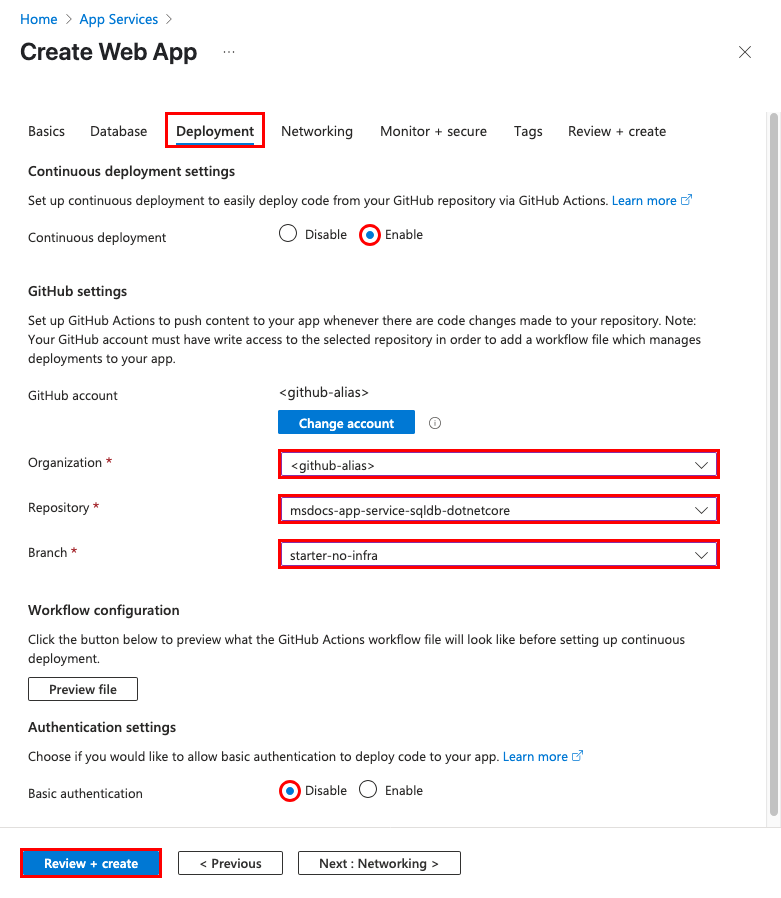 Home > App Services >
Create Web App ...
Basics Database Deployment Networking Monitor + secure Tags Review + create
Continuous deployment settings
Set up continuous deployment to easily deploy code from your GitHub repository via GitHub Actions. Learn more
Continuous deployment Disable Enable
GitHub settings
Set up GitHub Actions to push content to your app whenever there are code changes made to your repository. Note:
Your GitHub account must have write access to the selected repository in order to add a workflow file which manages
deployments to your app.
GitHub account <github-alias>
Change account
Organization * <github-alias>
Repository * msdocs-app-service-sqldb-dotnetcore
Branch * starter-no-infra
Workflow configuration
Click the button below to preview what the GitHub Actions workflow file will look like before setting up continuous
deployment.
Preview file
Authentication settings
Choose if you would like to allow basic authentication to deploy code to your app. Learn more
Basic authentication Disable Enable
Review + create < Previous Next : Networking >